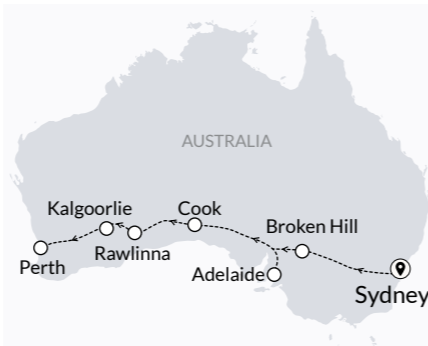 AUSTRALIA
Kalgoorlie
Cook
Broken Hill
Perth
Rawlinna
Adelaide
Sydney